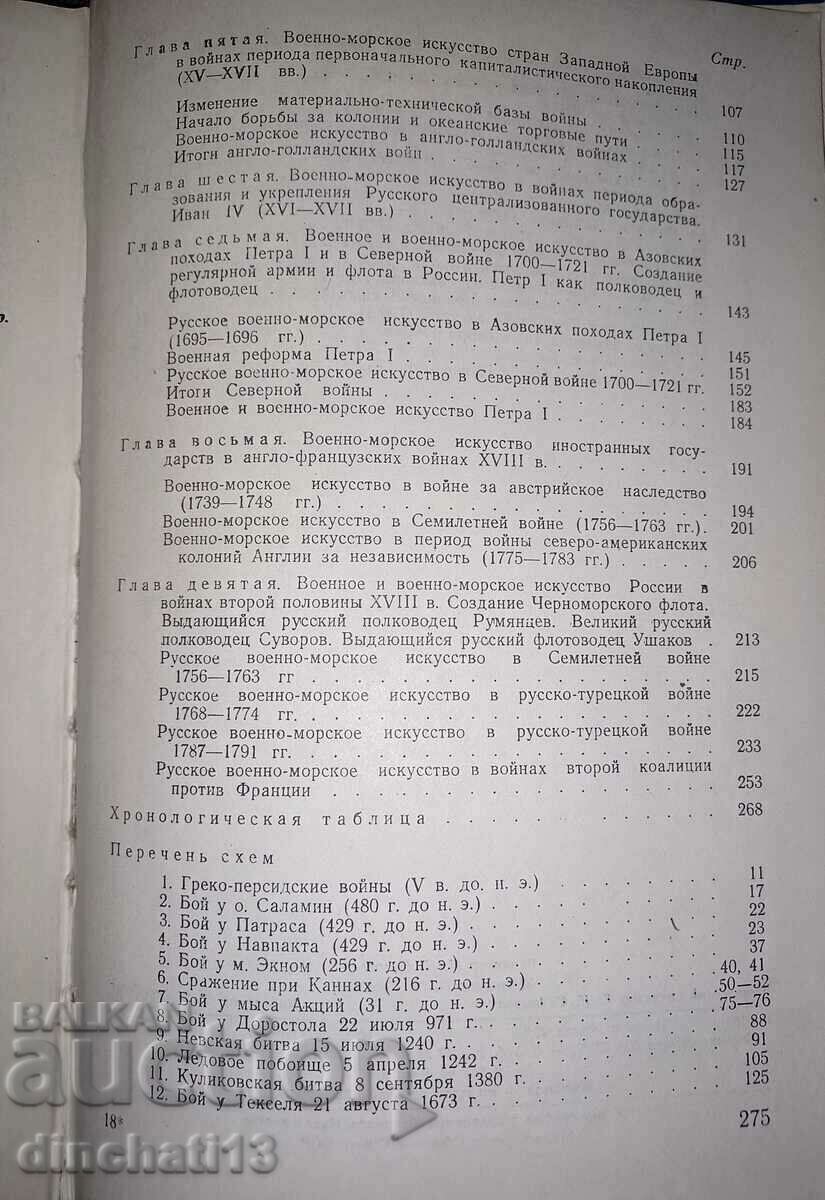 Стр.
Глава пятая. Военно-морское искусство стран Западной Европы
в войнах периода первоначального капиталистического накопления
(XV—XVII вв.) . . . . . . . . . . . . 107
Изменение материально-технической базы войны . . . . . 110
Начало борьбы за колонии и океанские торговые пути . . . . 115
Военно-морское искусство в англо-голландских войнах . . . . 117
Итоги англо-голландских войн . . . . . . . . . . 127
Глава шестая. Военно-морское искусство в войнах периода обра-
зования и укрепления Русского централизованного государства.
Иван IV (XVI—XVII вв.) . . . . . . . . . . . 131
Глава седьмая. Военное и военно-морское искусство в Азовских
походах Петра I и в Северной войне 1700—1721 гг. Создание
регулярной армии и флота в России. Петр I как полководец и
флотоводец . . . . . . . . . . . . . . 143
Русское военно-морское искусство в Азовских походах Петра I
(1695—1696 гг.) . . . . . . . . . . . . . 145
Военная реформа Петра I . . . . . . . . . . . 151
Русское военно-морское искусство в Северной войне 1700—1721 гг. 152
Итоги Северной войны . . . . . . . . . . . . 183
Военное и военно-морское искусство Петра I . . . . . . 184
Глава восьмая. Военно-морское искусство иностранных госу-
дарств в англо-французских войнах XVIII в. . . . . . . . 191
Военно-морское искусство в войне за австрийское наследство
(1739—1748 гг.) . . . . . . . . . . . . . 194
Военно-морское искусство в Семилетней войне (1756—1763 гг.). 201
Военно-морское искусство в период войны северо-американских
колоний Англии за независимость (1775—1783 гг.) . . . . . 206
Глава девятая. Военное и военно-морское искусство России в
войнах второй половины XVIII в. Создание Черноморского флота.
Выдающийся русский полководец Румянцев. Великий русский
полководец Суворов. Выдающийся русский флотоводец Ушаков . 213
Русское военно-морское искусство в Семилетней войне
1756—1763 гг . . . . . . . . . . . . . . 215
Русское военно-морское искусство в русско-турецкой войне
1768—1774 гг. . . . . . . . . . . . . . . 222
Русское военно-морское искусство в русско-турецкой войне
1787—1791 гг. . . . . . . . . . . . . . . 233
Русское военно-морское искусство в войнах второй коалиции
против Франции . . . . . . . . . . . . . 253
Хронологическая таблица . . . . . . . . . 268
Перечень схем
1. Греко-персидские войны (V в. до. н. э.) . . . . . . . 11
2. Бой у о. Саламин (480 г. до н. э.) . . . . . . . . 17
3. Бой у Патраса (429 г. до н. э.) . . . . . . . . . 22
4. Бой у Навпакта (429 г. до н. э.) . . . . . . . . . 23
5. Бой у м. Экном (256 г. до н. э.) . . . . . . . . . 37
6. Сражение при Каннах (216 г. до н. э.) . . . . . . . 40, 41
7. Бой у мыса Акций (31 г. до н. э.) . . . . . . . . 50—52
8. Бой у Доростола 22 июля 971 г. . . . . . . . . . 75—76
9. Невская битва 15 июля 1240 г. . . . . . . . . . . 88
10. Ледовое побоище 5 апреля 1242 г. . . . . . . . . . 91
11. Куликовская битва 8 сентября 1380 г. . . . . . . . . 105
12. Бой у Текселя 21 августа 1673 г. . . . . . . . . . 125
18*
275
BALKAN
auction
dinchati13